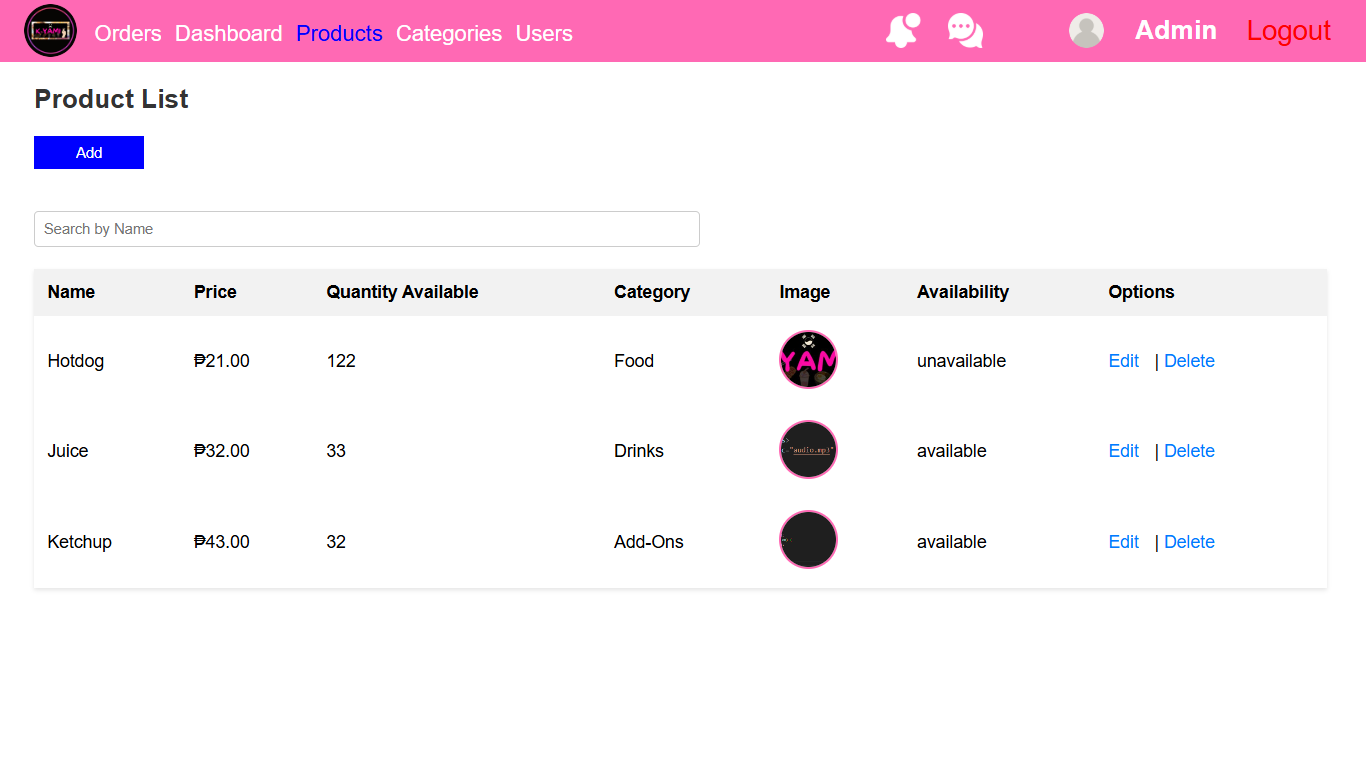 K-YAMS
Orders Dashboard Products Categories Users Admin Logout
Product List
Add
Search by Name
Name Price Quantity Available Category Image Availability Options
Hotdog ₱21.00 122 Food YAM unavailable Edit | Delete
Juice ₱32.00 33 Drinks "audio.mp3" available Edit | Delete
Ketchup ₱43.00 32 Add-Ons available Edit | Delete